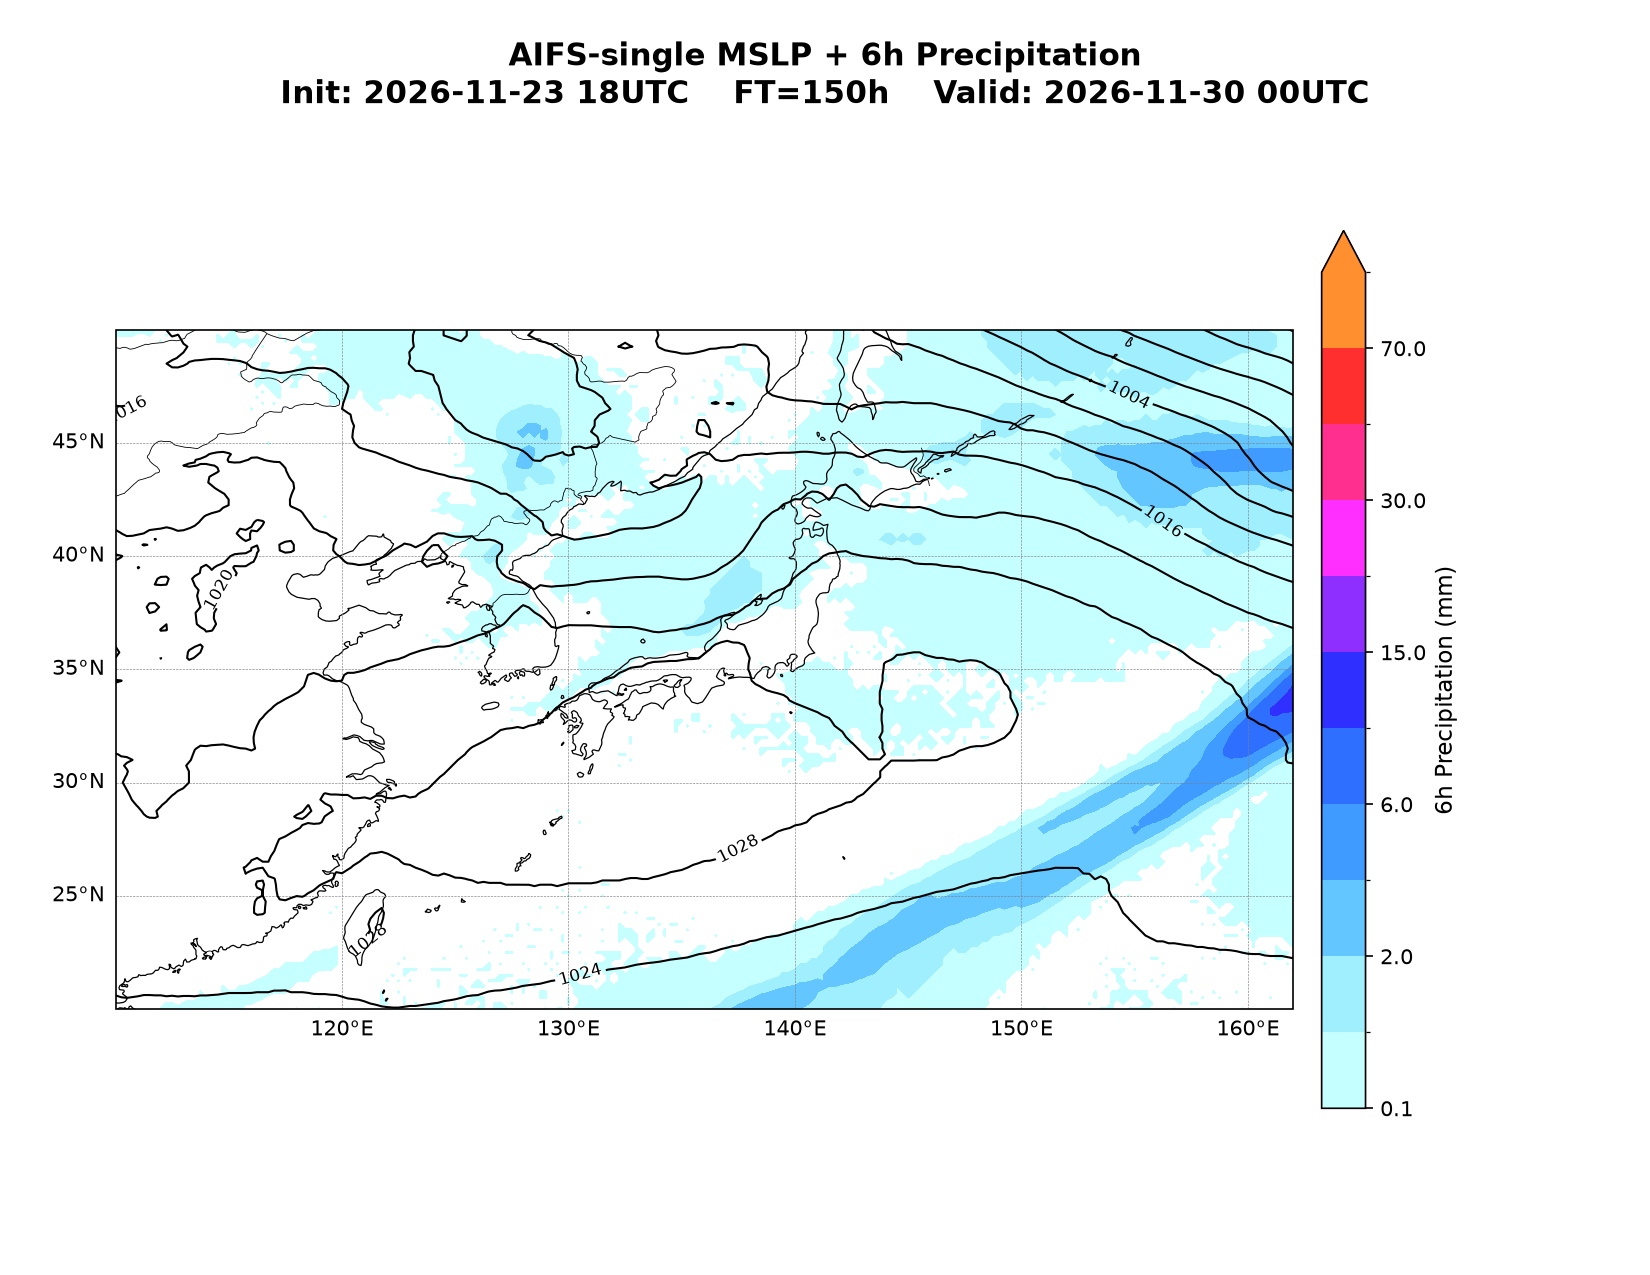 AIFS-single MSLP + 6h Precipitation
Init: 2026-11-23 18UTC    FT=150h    Valid: 2026-11-30 00UTC
70.0
30.0
15.0
6.0
2.0
0.1
6h Precipitation (mm)
45°N
40°N
35°N
30°N
25°N
120°E
130°E
140°E
150°E
160°E
016
1004
1016
1020
1028
1028
1024